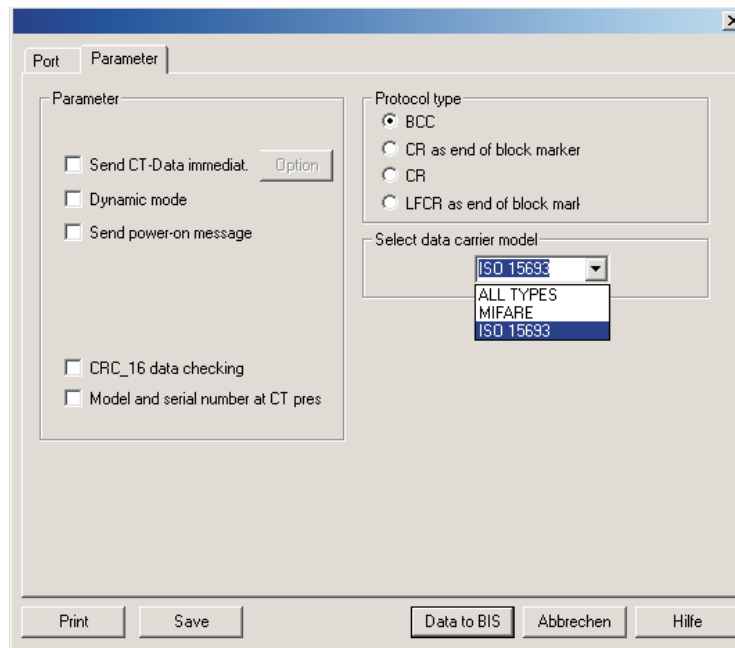 Port
Parameter
Parameter
Send CT-Data immediat.
Option
Dynamic mode
Send power-on message
CRC_16 data checking
Model and serial number at CT pres
Protocol type
BCC
CR as end of block marker
CR
LFCR as end of block mark
Select data carrier model
ISO 15693
ALL TYPES
MIFARE
ISO 15693
Print
Save
Data to BIS
Abbrechen
Hilfe